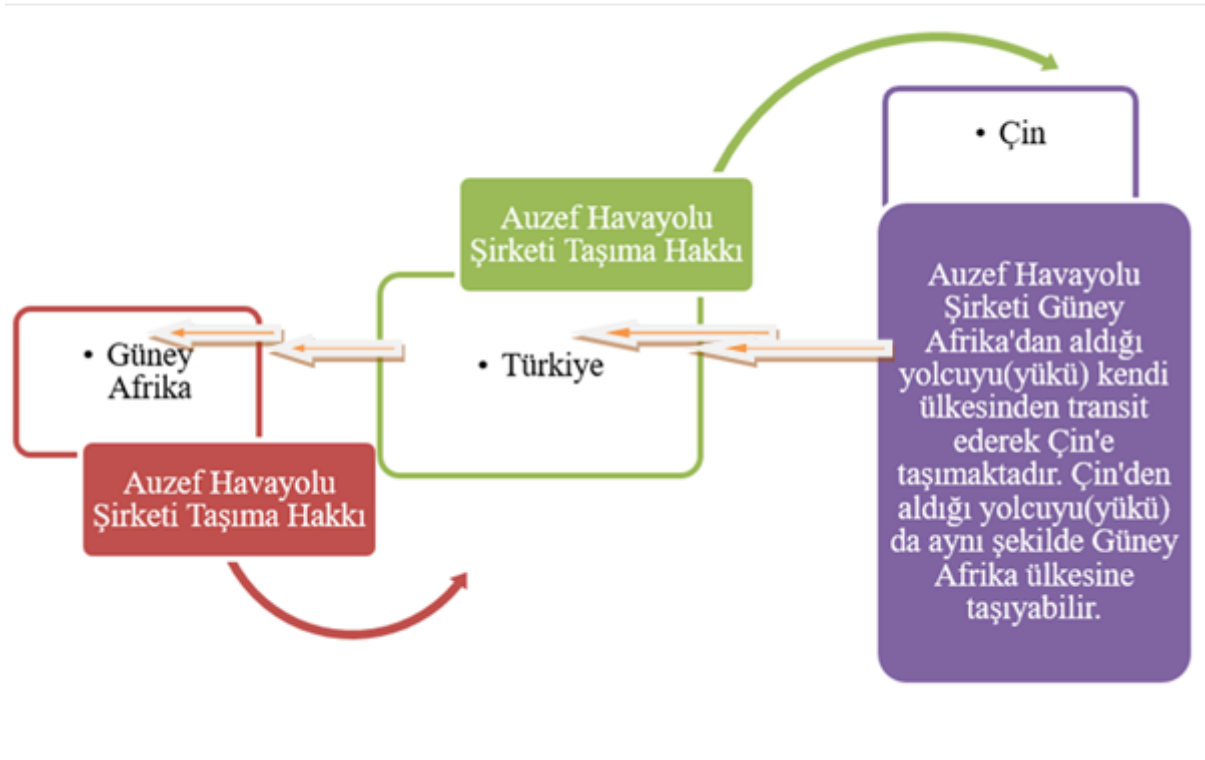 • Güney
Afrika
Auzef Havayolu
Şirketi Taşıma Hakkı
Auzef Havayolu
Şirketi Taşıma Hakkı
• Türkiye
• Çin
Auzef Havayolu
Şirketi Güney
Afrika'dan aldığı
yolcuyu(yükü) kendi
ülkesinden transit
ederek Çin'e
taşımaktadır. Çin'den
aldığı yolcuyu(yükü)
da aynı şekilde Güney
Afrika ülkesine
taşıyabilir.